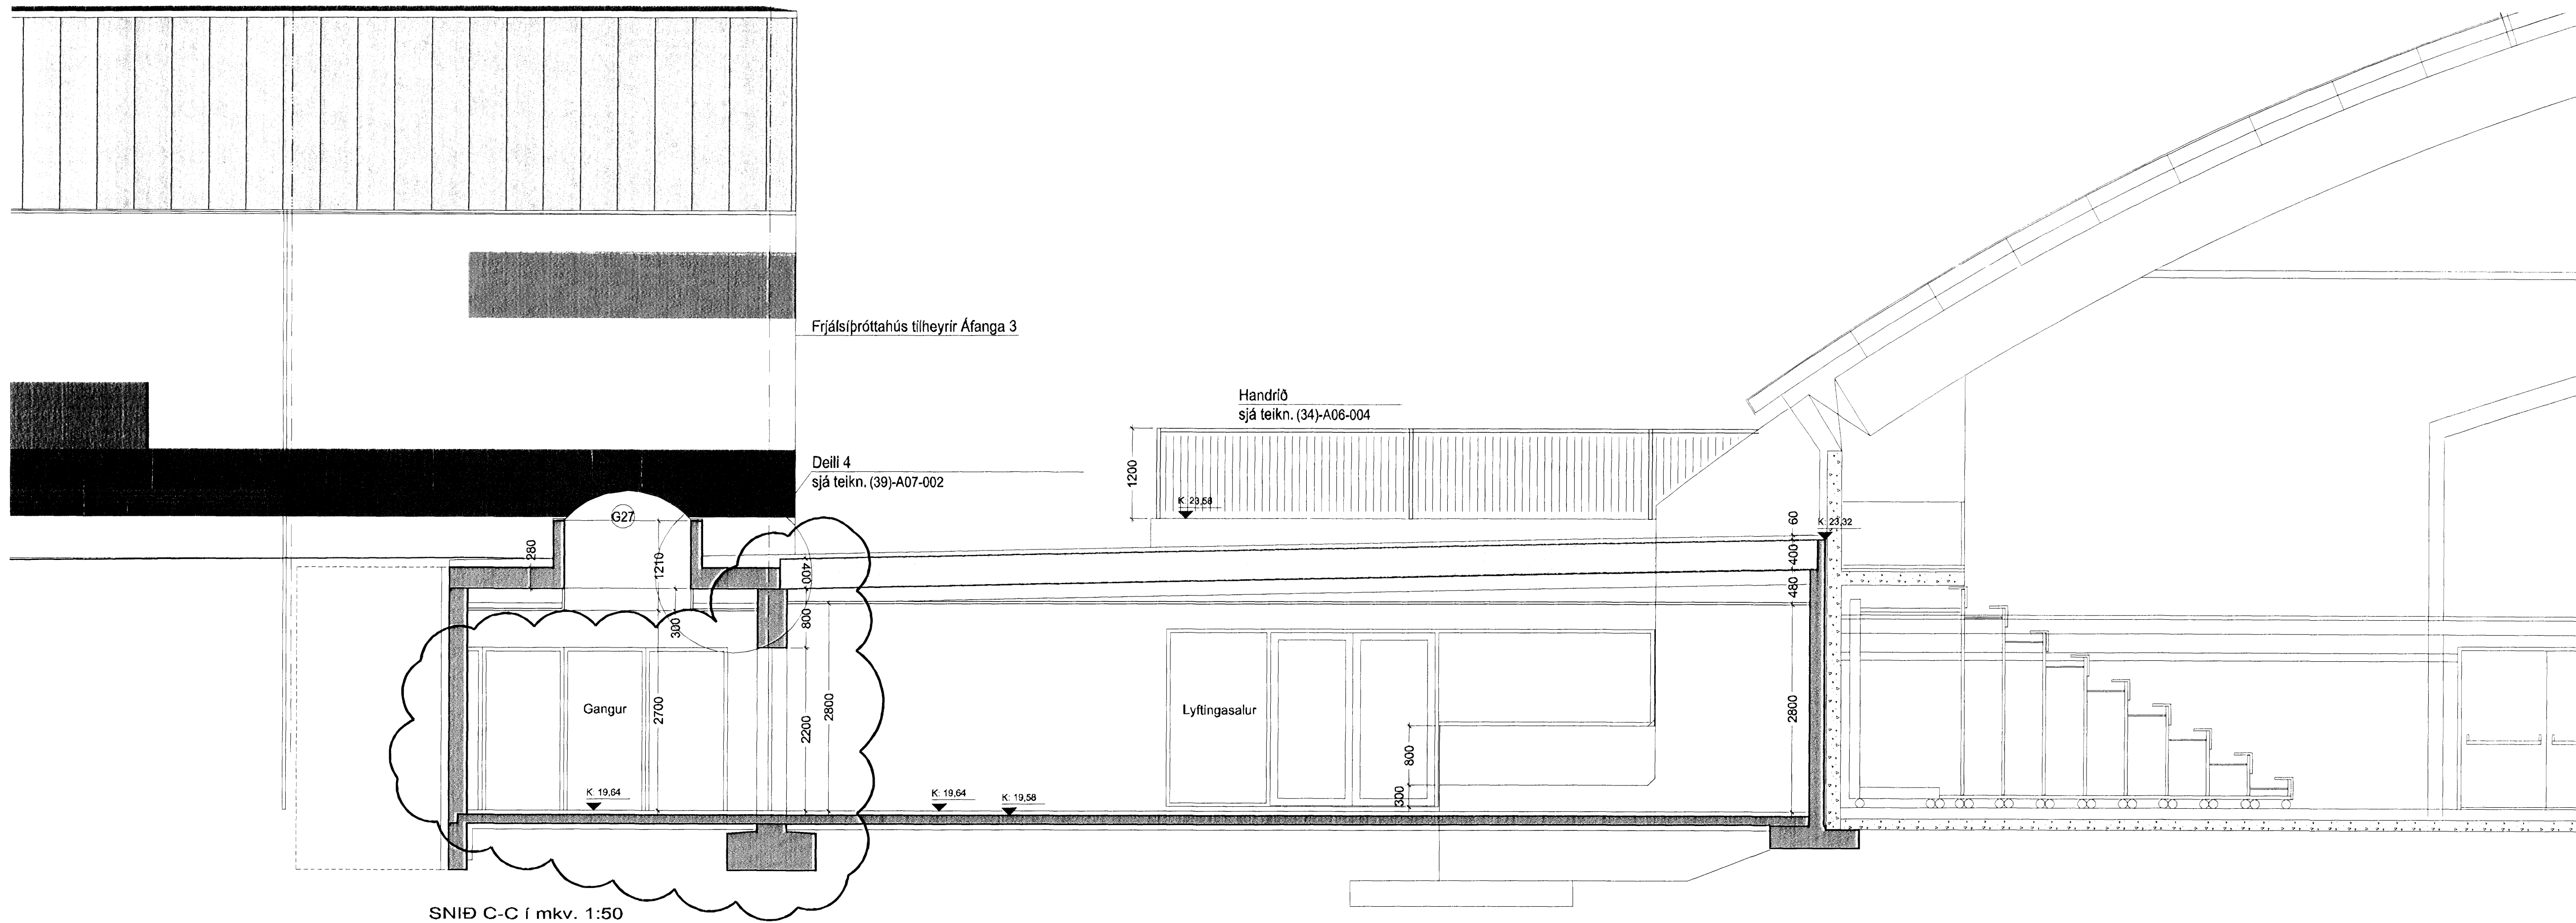 Frjálsíþróttahús tilheyrir Áfanga 3
Handrið
sjá teikn. (34)-A06-004
Deili 4
sjá teikn. (39)-A07-002
1200
K: 23,58
G27
280
1210
400
60
K: 23,32
400
480
300
800
Gangur
2700
2200
2800
Lyftingasalur
800
300
2800
K: 19,64
K: 19,64
K: 19,58
SNIÐ C-C í mkv. 1:50